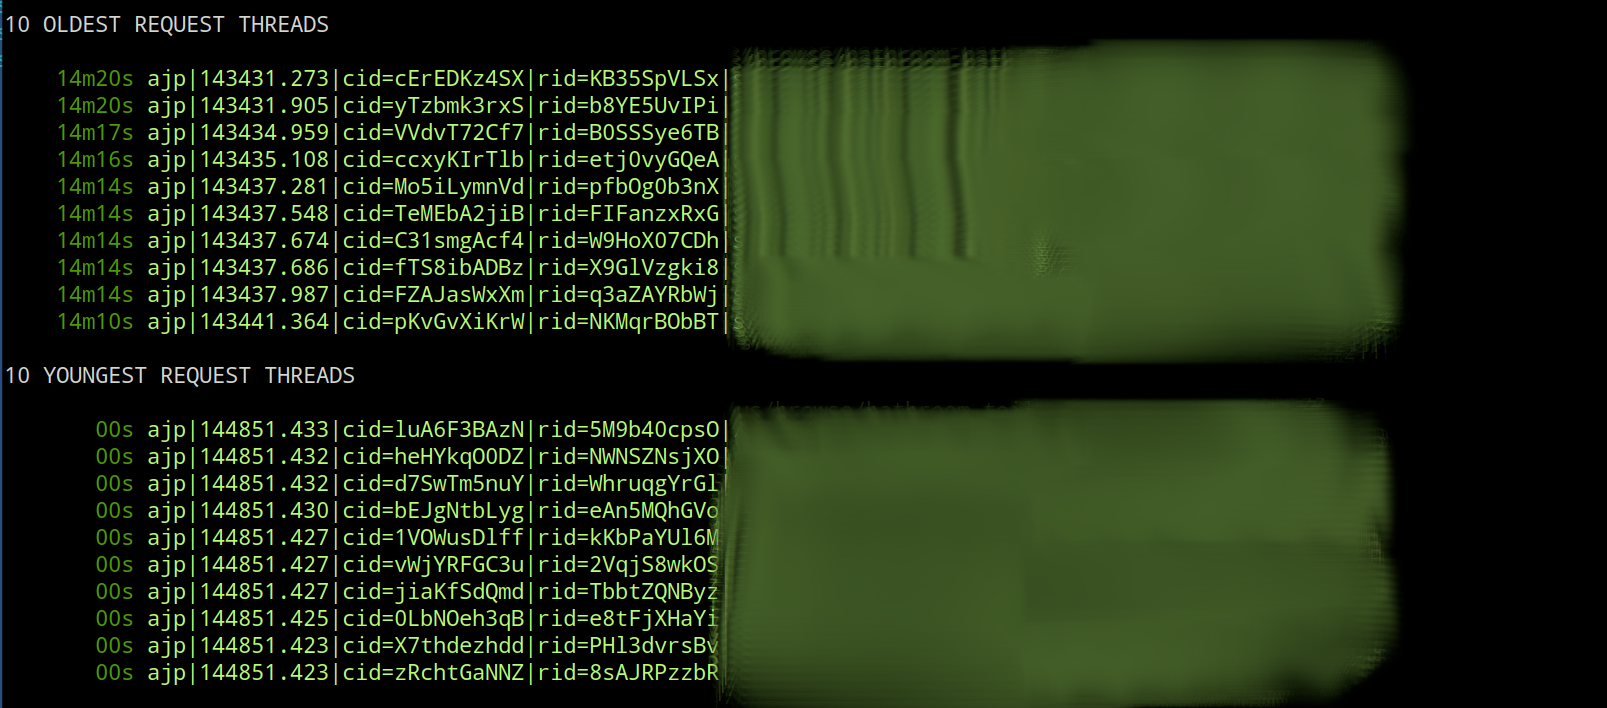 10 OLDEST REQUEST THREADS
14m20s ajp|143431.273|cid=cErEDKz4SX|rid=KB35SpVLSx|
14m20s ajp|143431.905|cid=yTzbmk3rxS|rid=b8YE5UvIPi|
14m17s ajp|143434.959|cid=VVdvT72Cf7|rid=B0SSSye6TB|
14m16s ajp|143435.108|cid=ccxyKIrTlb|rid=etj0vyGQeA|
14m14s ajp|143437.281|cid=Mo5iLymnVd|rid=pfbOg0b3nX|
14m14s ajp|143437.548|cid=TeMEbA2jiB|rid=FIFanzxRxG|
14m14s ajp|143437.674|cid=C31smgAcf4|rid=W9HoX07CDh|
14m14s ajp|143437.686|cid=fTS8ibADBz|rid=X9GlVzgki8|
14m14s ajp|143437.987|cid=FZAJasWxXm|rid=q3aZAYRbWj|
14m10s ajp|143441.364|cid=pKvGvXiKrW|rid=NKMqrBObBT|
10 YOUNGEST REQUEST THREADS
00s ajp|144851.433|cid=luA6F3BAzN|rid=5M9b40cpsO|
00s ajp|144851.432|cid=heHYkqOODZ|rid=NWNSZNsjXO|
00s ajp|144851.432|cid=d7SwTm5nuY|rid=WhruqgYrGl
00s ajp|144851.430|cid=bEJgNtbLyg|rid=eAn5MQhGVo
00s ajp|144851.427|cid=1VOWusDlff|rid=kKbPaYUl6M
00s ajp|144851.427|cid=vWjYRFGC3u|rid=2VqjS8wkOS
00s ajp|144851.427|cid=jiaKfSdQmd|rid=TbbtZQNByz
00s ajp|144851.425|cid=0LbNOeh3qB|rid=e8tFjXHaYi
00s ajp|144851.423|cid=X7thdezhdd|rid=PHl3dvrsBv
00s ajp|144851.423|cid=zRchtGaNNZ|rid=8sAJRPzzbR